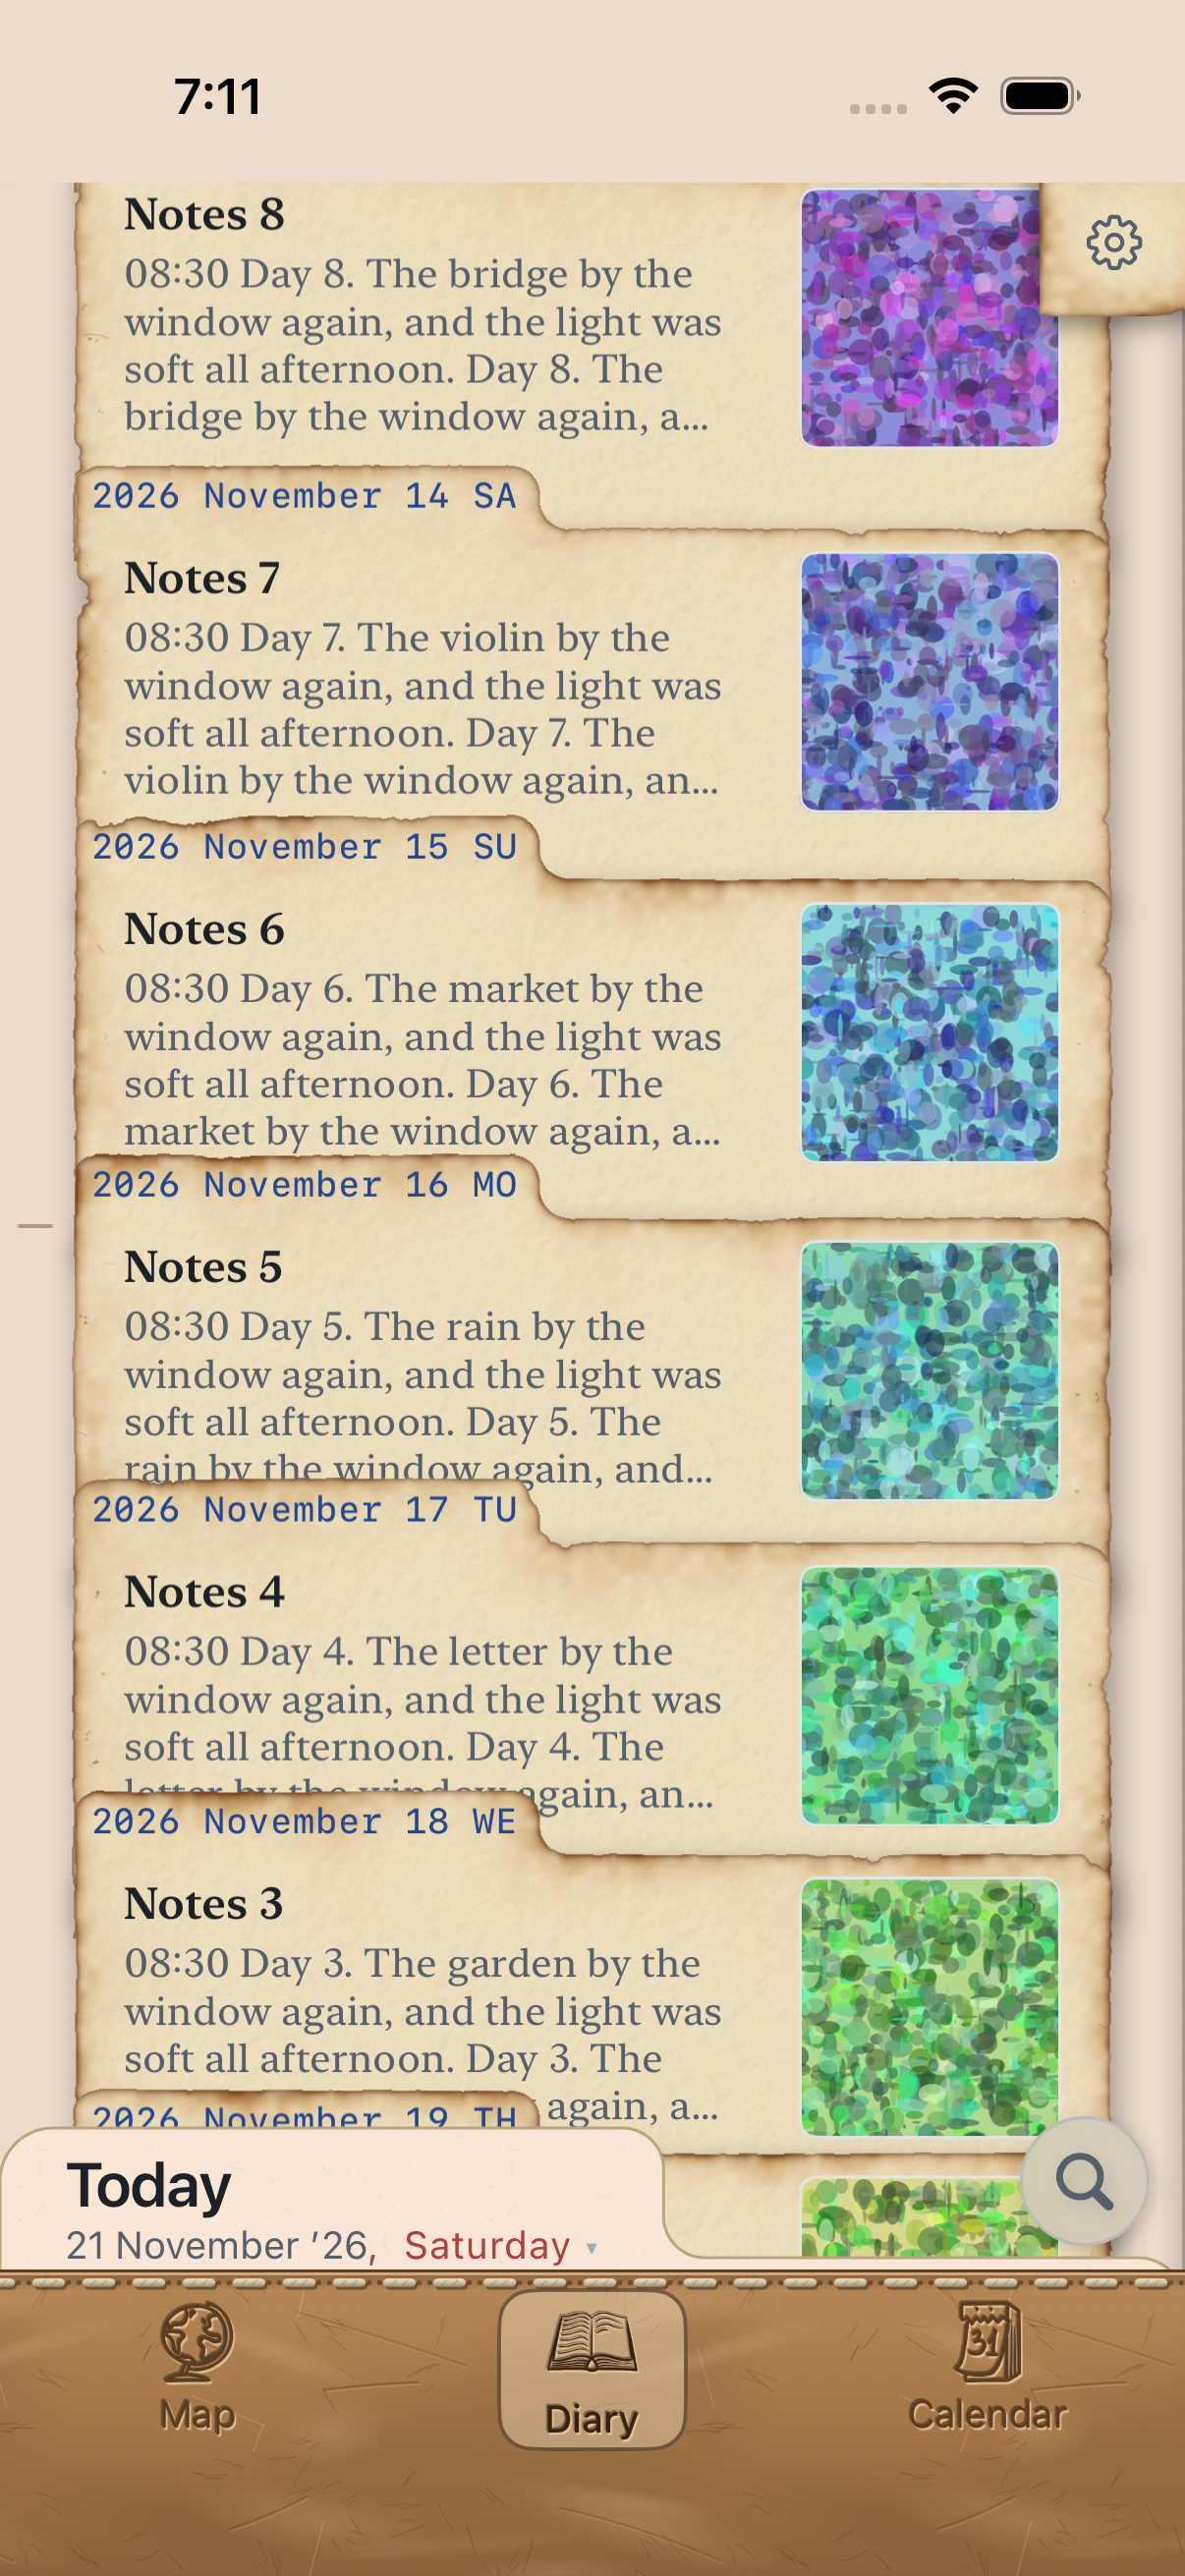 7:11
Notes 8
08:30 Day 8. The bridge by the
window again, and the light was
soft all afternoon. Day 8. The
bridge by the window again, a...
2026 November 14 SA
Notes 7
08:30 Day 7. The violin by the
window again, and the light was
soft all afternoon. Day 7. The
violin by the window again, an...
2026 November 15 SU
Notes 6
08:30 Day 6. The market by the
window again, and the light was
soft all afternoon. Day 6. The
market by the window again, a...
2026 November 16 MO
Notes 5
08:30 Day 5. The rain by the
window again, and the light was
soft all afternoon. Day 5. The
rain by the window again, and...
2026 November 17 TU
Notes 4
08:30 Day 4. The letter by the
window again, and the light was
soft all afternoon. Day 4. The
letter by the window again, an...
2026 November 18 WE
Notes 3
08:30 Day 3. The garden by the
window again, and the light was
soft all afternoon. Day 3. The
again, a...
2026 November 19 TH
Today
21 November ’26, Saturday
31
Map
Diary
Calendar